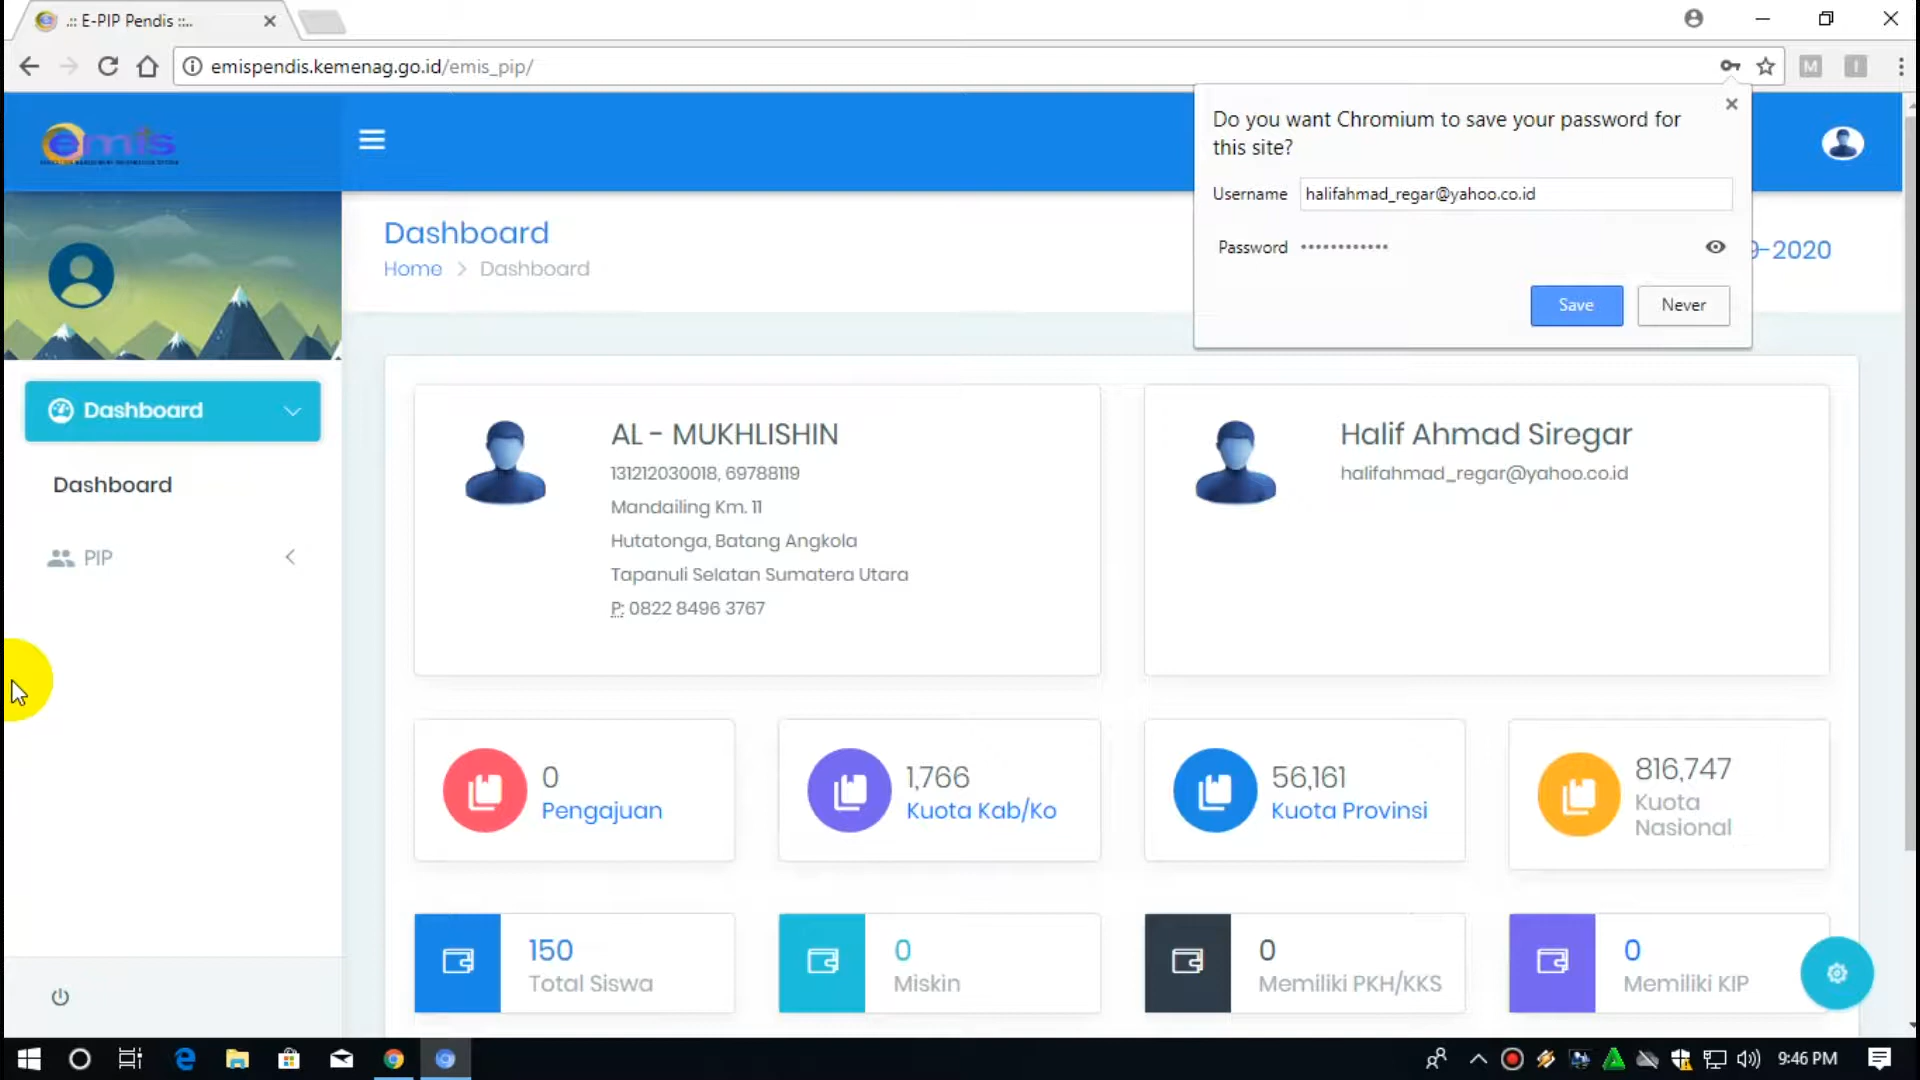 .:: E-PIP Pendis ::..
emispendis.kemenag.go.id/emis_pip/
emis
Do you want Chromium to save your password for
this site?
Username halifahmad_regar@yahoo.co.id
Password ••••••••••••
Save Never
Dashboard
Home > Dashboard
9-2020
Dashboard
Dashboard
PIP
AL - MUKHLISHIN
131212030018, 69788119
Mandailing Km. 11
Hutatonga, Batang Angkola
Tapanuli Selatan Sumatera Utara
P: 0822 8496 3767
Halif Ahmad Siregar
halifahmad_regar@yahoo.co.id
0
Pengajuan
1,766
Kuota Kab/Ko
56,161
Kuota Provinsi
816,747
Kuota
Nasional
150
Total Siswa
0
Miskin
0
Memiliki PKH/KKS
0
Memiliki KIP
9:46 PM